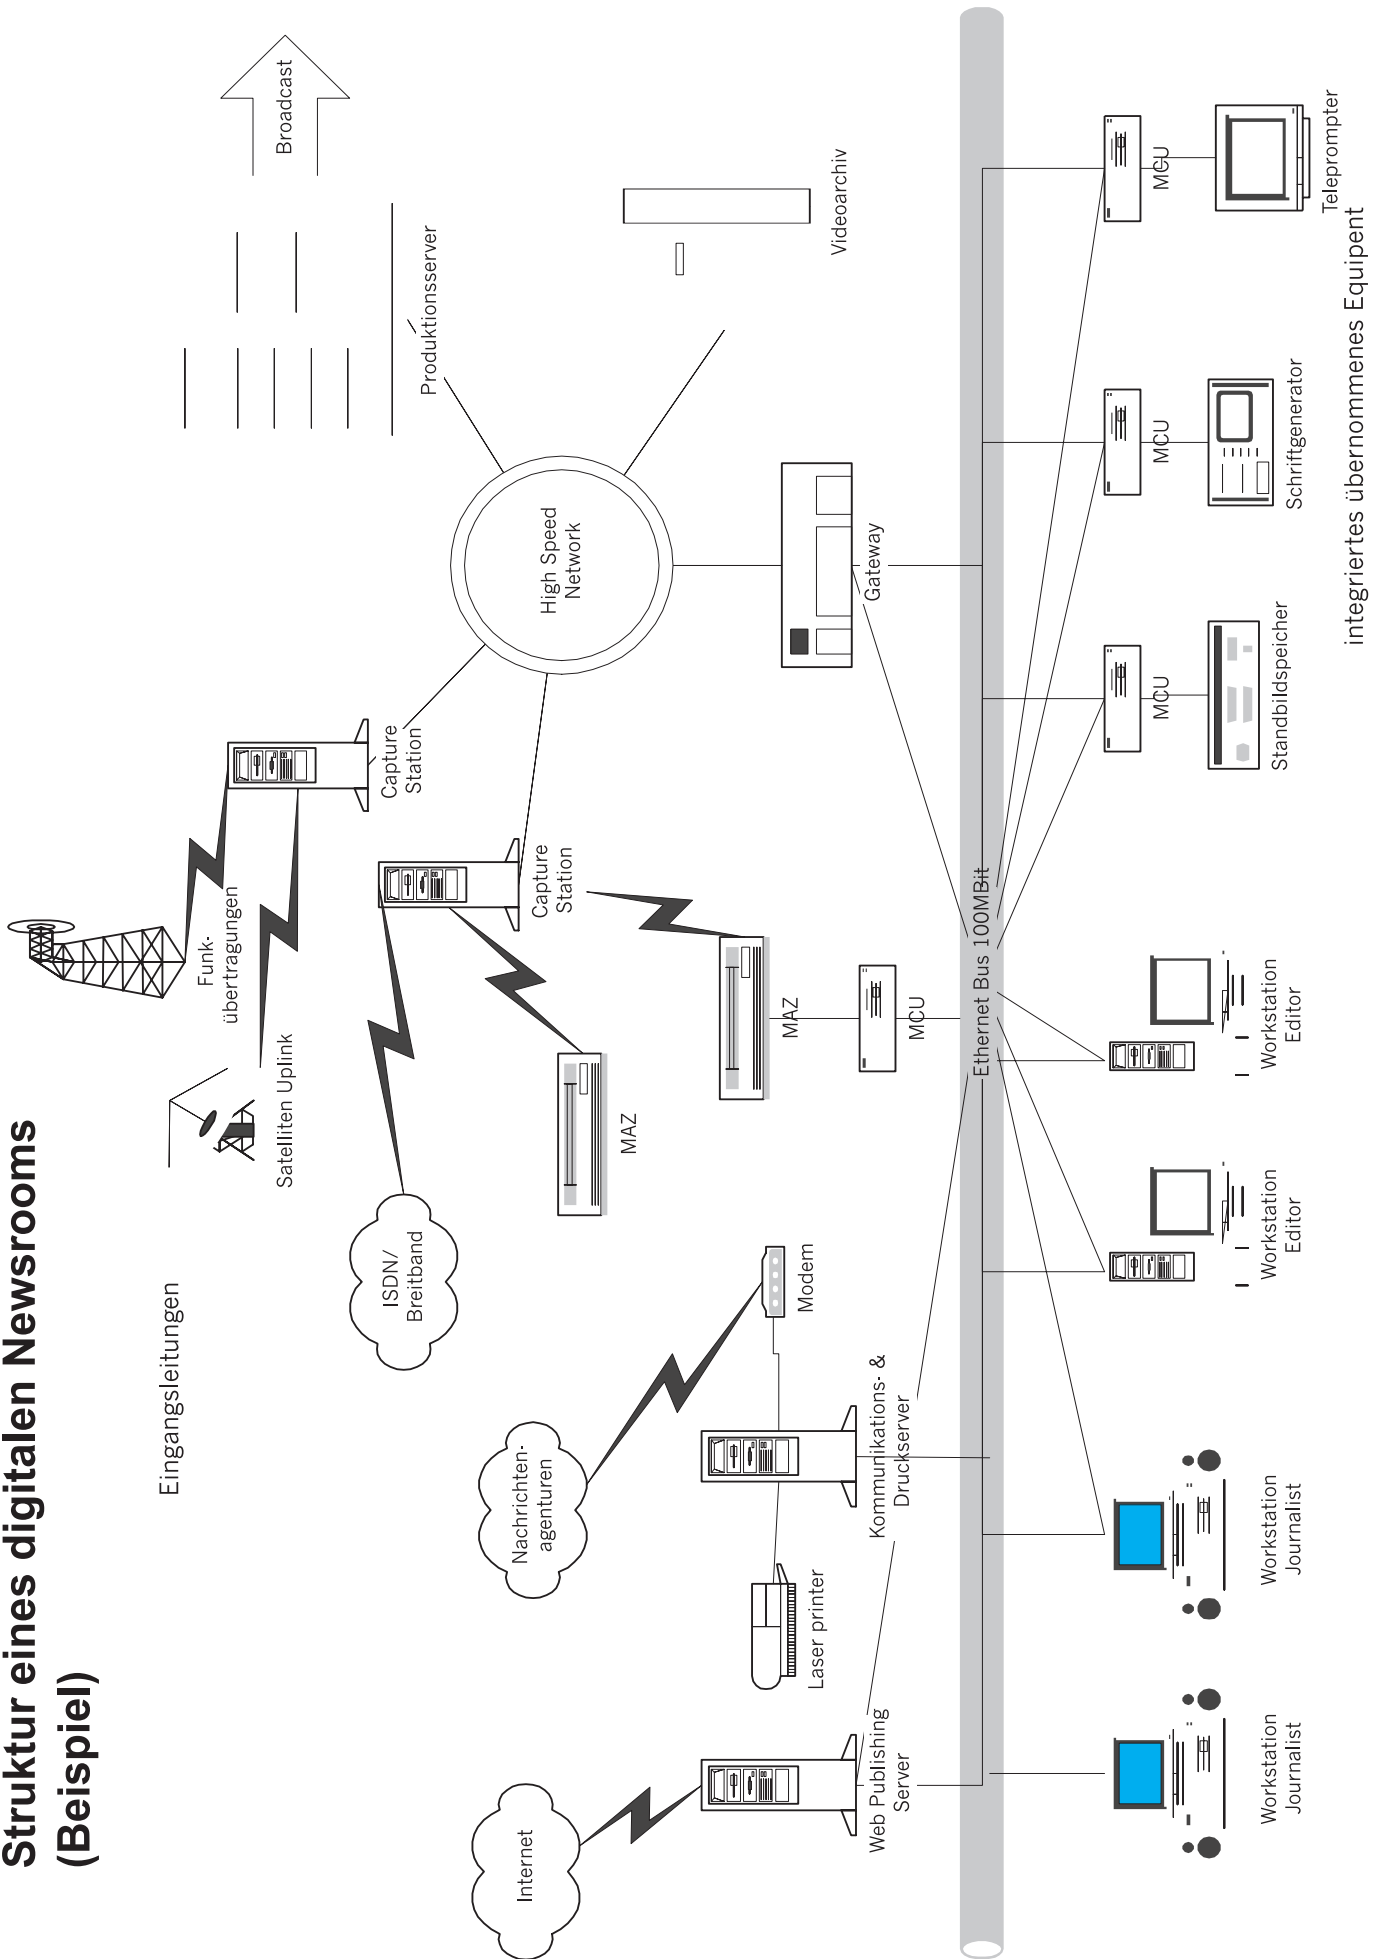 Struktur eines digitalen Newsrooms
(Beispiel)
Eingangsleitungen
Funk-
übertragungen
Satelliten Uplink
Broadcast
Produktionsserver
Capture
Station
ISDN/
Breitband
Capture
Station
High Speed
Network
Videoarchiv
Internet
Nachrichten-
agenturen
MAZ
MAZ
Modem
Laser printer
Web Publishing
Server
Kommunikations- &
Druckserver
MCU
Gateway
Ethernet Bus 100MBit
MCU
MCU
MCU
Workstation
Journalist
Workstation
Journalist
Workstation
Editor
Workstation
Editor
Standbildspeicher
Schriftgenerator
Teleprompter
integriertes übernommenes Equipent